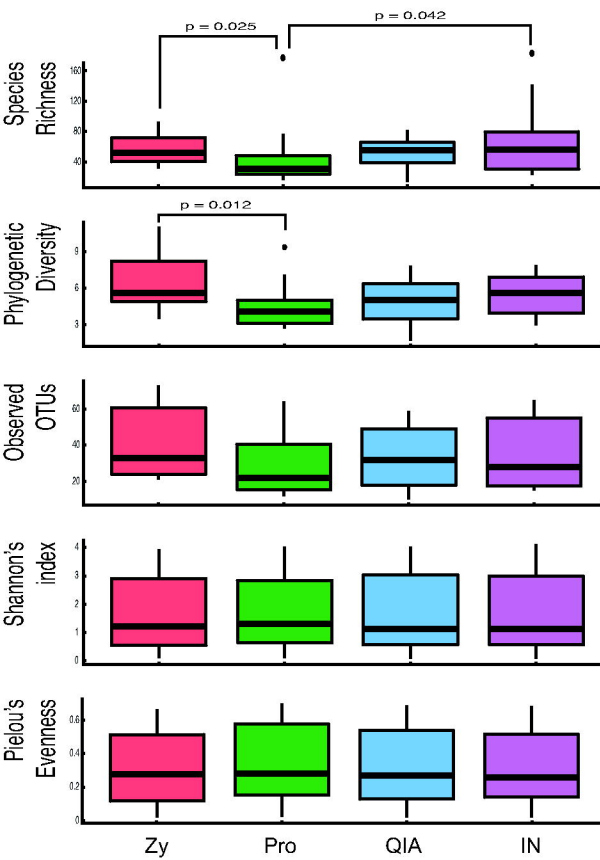 p = 0.025
p = 0.042
Species
Richness
160
120
80
40
p = 0.012
Phylogenetic
Diversity
9
6
3
Observed
OTUs
60
40
20
Shannon's
index
4
3
2
1
0
Pielou's
Evenness
0.6
0.4
0.2
0
Zy Pro QIA IN